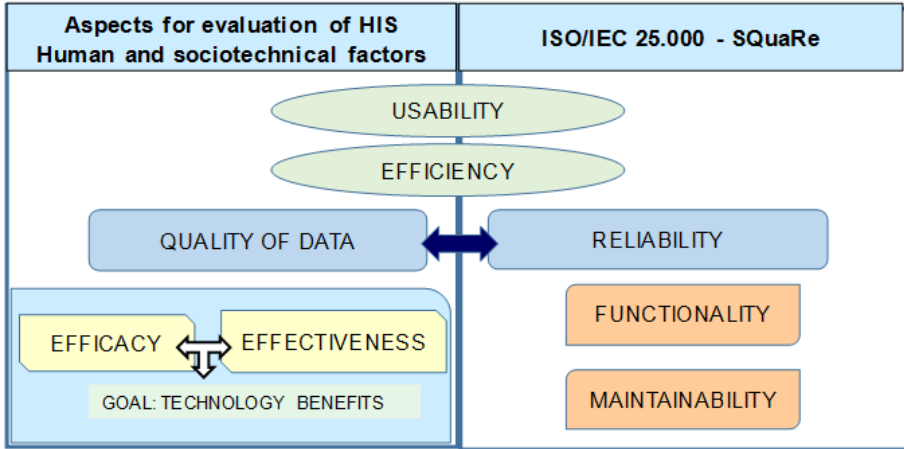 Aspects for evaluation of HIS
Human and sociotechnical factors
ISO/IEC 25.000 - SQuaRe
USABILITY
EFFICIENCY
QUALITY OF DATA
RELIABILITY
EFFICACY
EFFECTIVENESS
GOAL: TECHNOLOGY BENEFITS
FUNCTIONALITY
MAINTAINABILITY